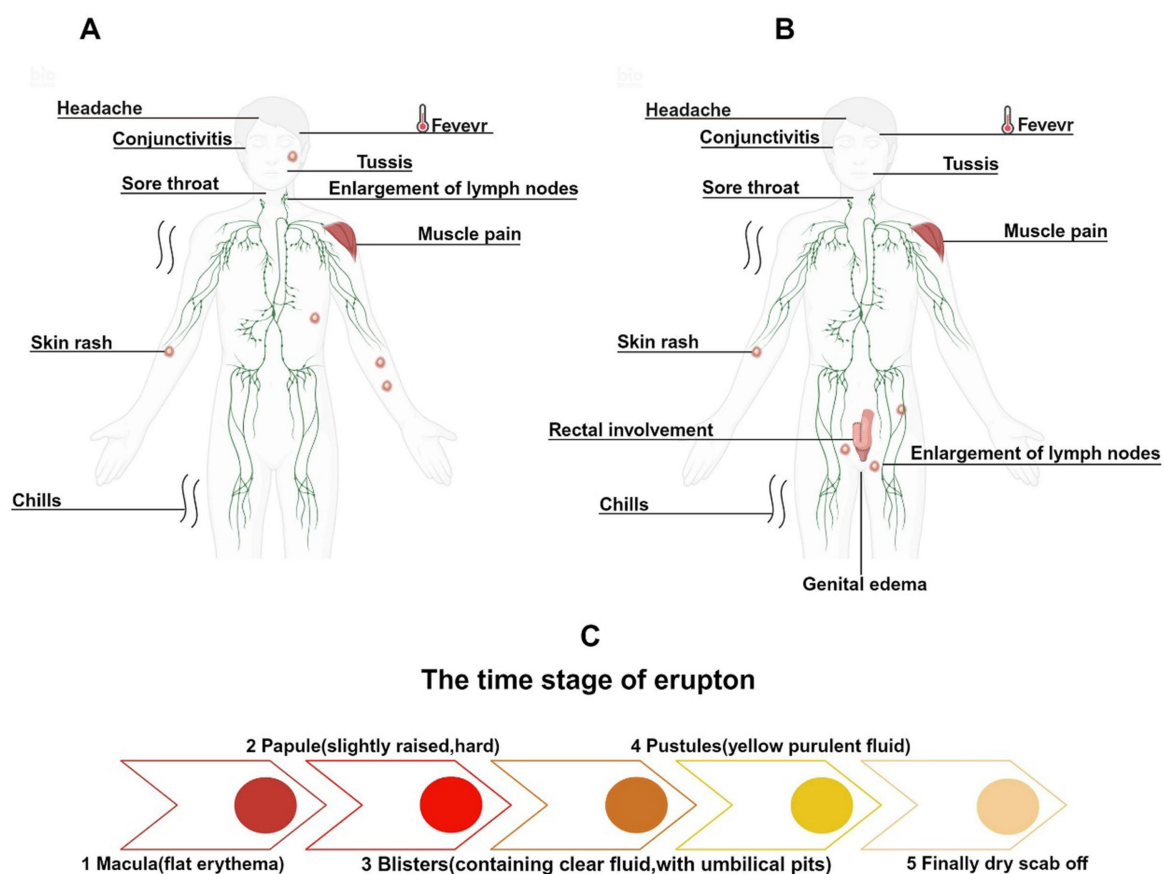 A
Headache
Fevevr
Conjunctivitis
Tussis
Sore throat
Enlargement of lymph nodes
Muscle pain
Skin rash
Chills
B
Headache
Fevevr
Conjunctivitis
Tussis
Sore throat
Muscle pain
Skin rash
Rectal involvement
Enlargement of lymph nodes
Chills
Genital edema
C
The time stage of erupton
2 Papule(slightly raised,hard)
4 Pustules(yellow purulent fluid)
1 Macula(flat erythema)
3 Blisters(containing clear fluid,with umbilical pits)
5 Finally dry scab off